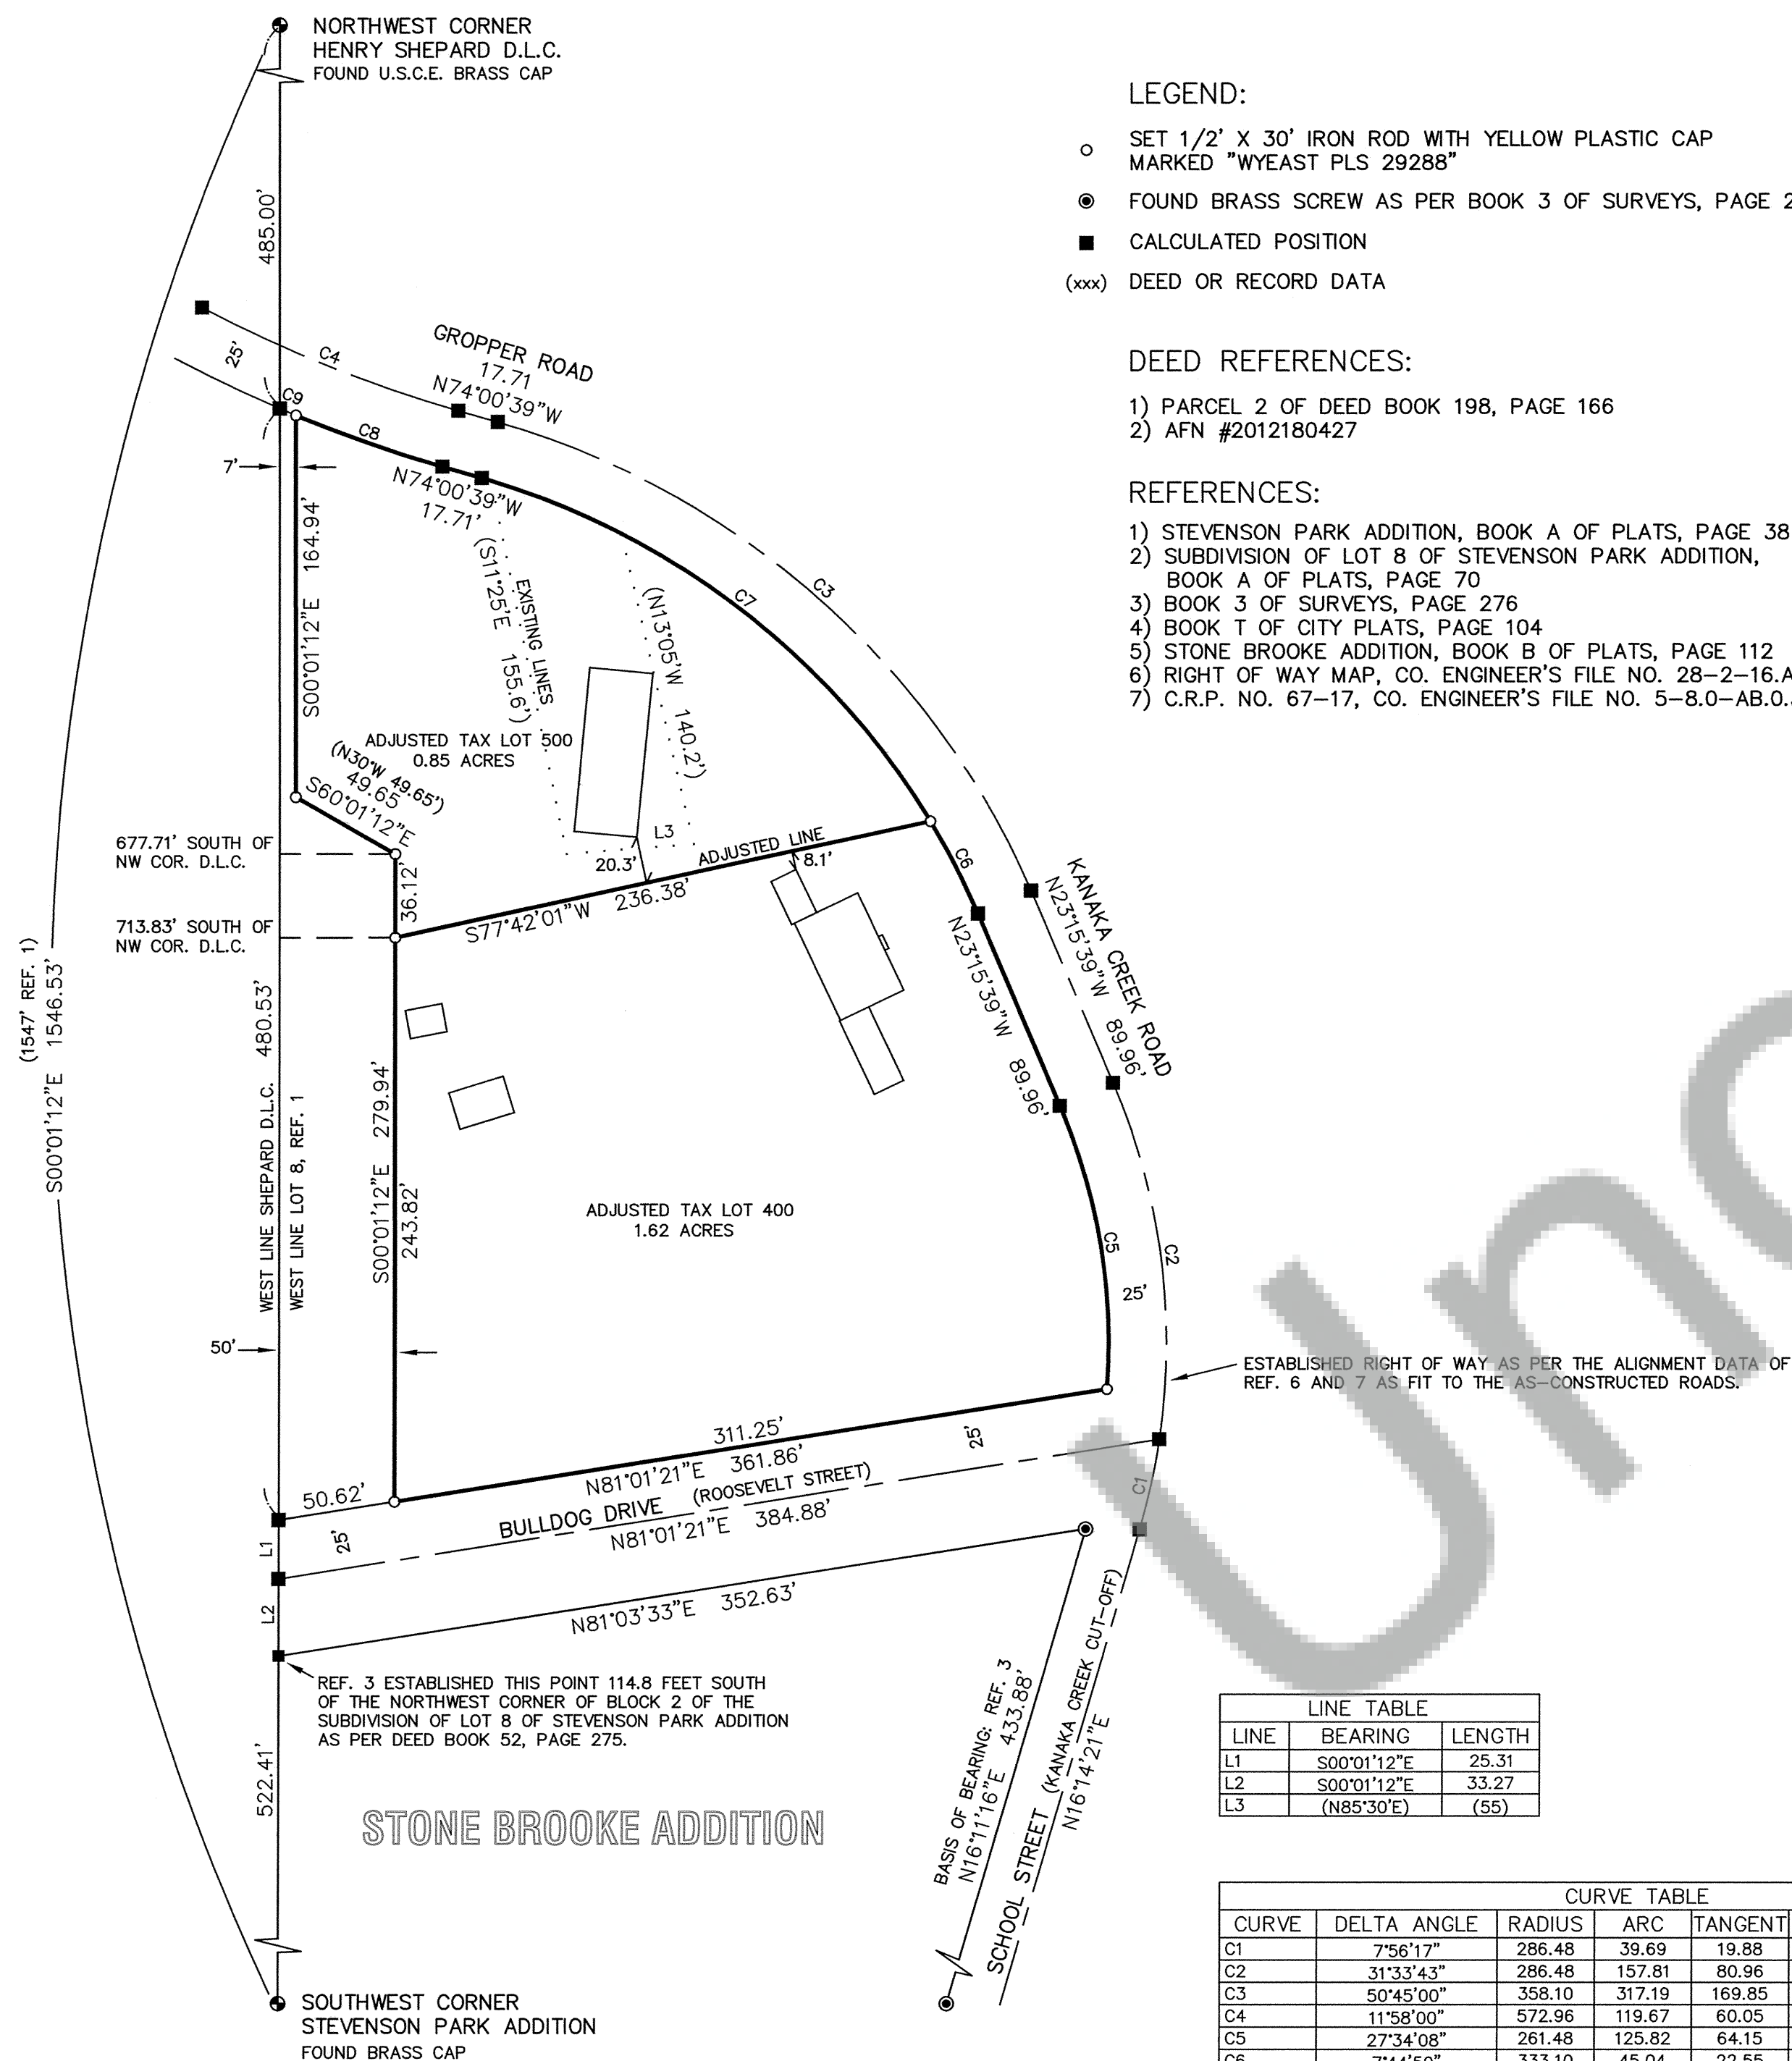 NORTHWEST CORNER
HENRY SHEPARD D.L.C.
FOUND U.S.C.E. BRASS CAP
LEGEND:
SET 1/2' X 30' IRON ROD WITH YELLOW PLASTIC CAP
MARKED "WYEAST PLS 29288"
FOUND BRASS SCREW AS PER BOOK 3 OF SURVEYS, PAGE 2
CALCULATED POSITION
(xxx) DEED OR RECORD DATA
DEED REFERENCES:
1) PARCEL 2 OF DEED BOOK 198, PAGE 166
2) AFN #2012180427
REFERENCES:
1) STEVENSON PARK ADDITION, BOOK A OF PLATS, PAGE 38
2) SUBDIVISION OF LOT 8 OF STEVENSON PARK ADDITION,
BOOK A OF PLATS, PAGE 70
3) BOOK 3 OF SURVEYS, PAGE 276
4) BOOK T OF CITY PLATS, PAGE 104
5) STONE BROOKE ADDITION, BOOK B OF PLATS, PAGE 112
6) RIGHT OF WAY MAP, CO. ENGINEER'S FILE NO. 28-2-16.A
7) C.R.P. NO. 67-17, CO. ENGINEER'S FILE NO. 5-8.0-AB.0.
485.00'
25'
C4
GROPPER ROAD
17.71
N74°00'39"W
C9
C8
7'
N74°00'39"W
17.71'
S00°01'12"E 164.94'
(S11°25'E 155.6')
EXISTING LINES
(N13°05'W 140.2')
C7
C3
ADJUSTED TAX LOT 500
0.85 ACRES
(N30°W 49.65')
49.65
S60°01'12"E
677.71' SOUTH OF
NW COR. D.L.C.
36.12'
L3
20.3'
ADJUSTED LINE
8.1'
C6
S77°42'01"W 236.38'
713.83' SOUTH OF
NW COR. D.L.C.
KANAKA CREEK ROAD
N23°15'39"W 89.96'
N23°15'39"W 89.96'
(1547' REF. 1)
S00°01'12"E 1546.53'
480.53'
WEST LINE SHEPARD D.L.C.
WEST LINE LOT 8, REF. 1
S00°01'12"E 279.94'
243.82'
ADJUSTED TAX LOT 400
1.62 ACRES
C5
C2
25'
50'
ESTABLISHED RIGHT OF WAY AS PER THE ALIGNMENT DATA OF
REF. 6 AND 7 AS FIT TO THE AS-CONSTRUCTED ROADS.
311.25'
25'
N81°01'21"E 361.86'
50.62'
BULLDOG DRIVE (ROOSEVELT STREET)
N81°01'21"E 384.88'
C1
L1
25'
L2
N81°03'33"E 352.63'
REF. 3 ESTABLISHED THIS POINT 114.8 FEET SOUTH
OF THE NORTHWEST CORNER OF BLOCK 2 OF THE
SUBDIVISION OF LOT 8 OF STEVENSON PARK ADDITION
AS PER DEED BOOK 52, PAGE 275.
522.41'
STONE BROOKE ADDITION
BASIS OF BEARING: REF. 3
N16°11'16"E 433.88'
SCHOOL STREET (KANAKA CREEK CUT-OFF)
N16°14'21"E
LINE TABLE
LINE BEARING LENGTH
L1 S00°01'12"E 25.31
L2 S00°01'12"E 33.27
L3 (N85°30'E) (55)
CURVE TABLE
CURVE DELTA ANGLE RADIUS ARC TANGENT
C1 7°56'17" 286.48 39.69 19.88
C2 31°33'43" 286.48 157.81 80.96
C3 50°45'00" 358.10 317.19 169.85
C4 11°58'00" 572.96 119.67 60.05
C5 27°34'08" 261.48 125.82 64.15
C6 333.10 45.04 22.55
SOUTHWEST CORNER
STEVENSON PARK ADDITION
FOUND BRASS CAP
Uno